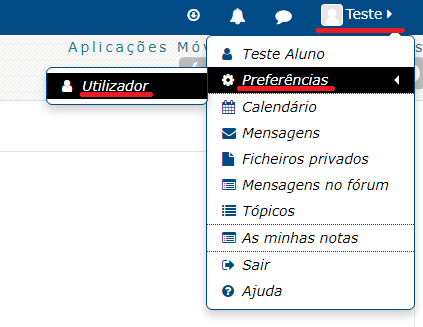 Teste
Aplicações Móv
s
Teste Aluno
Utilizador
Preferências
Calendário
Mensagens
Ficheiros privados
Mensagens no fórum
Tópicos
As minhas notas
Sair
Ajuda